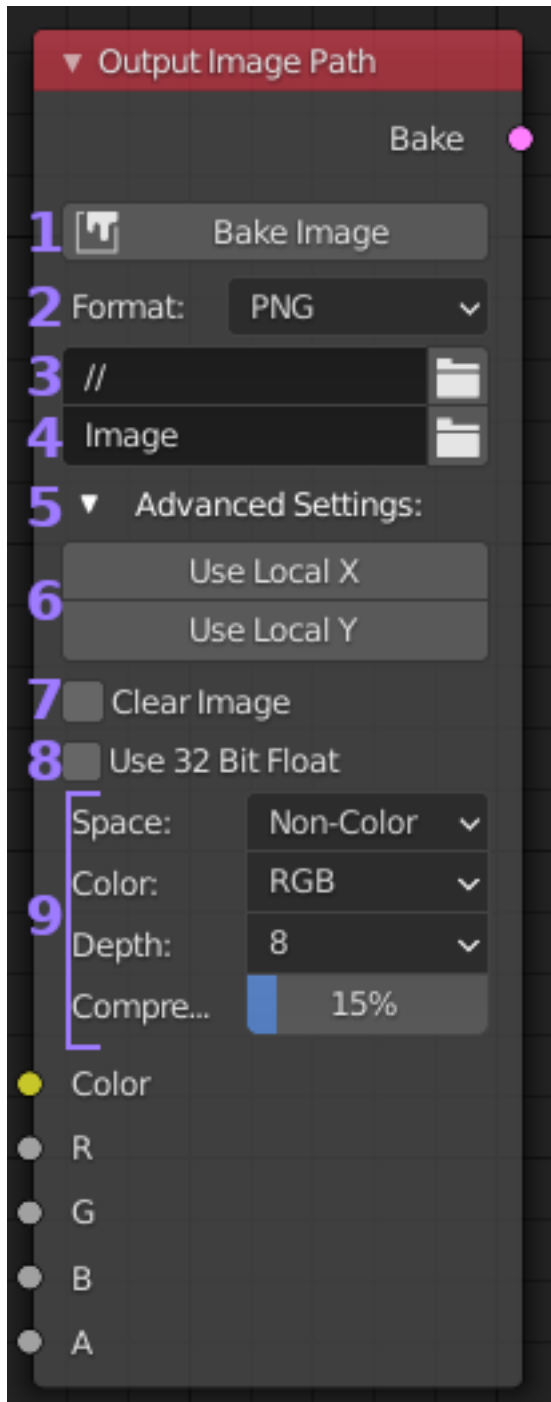 Output Image Path
Bake
1 Bake Image
2 Format: PNG
3 //
4 Image
5 Advanced Settings:
6 Use Local X
Use Local Y
7 Clear Image
8 Use 32 Bit Float
9 Space: Non-Color
Color: RGB
Depth: 8
Compre... 15%
Color
R
G
B
A